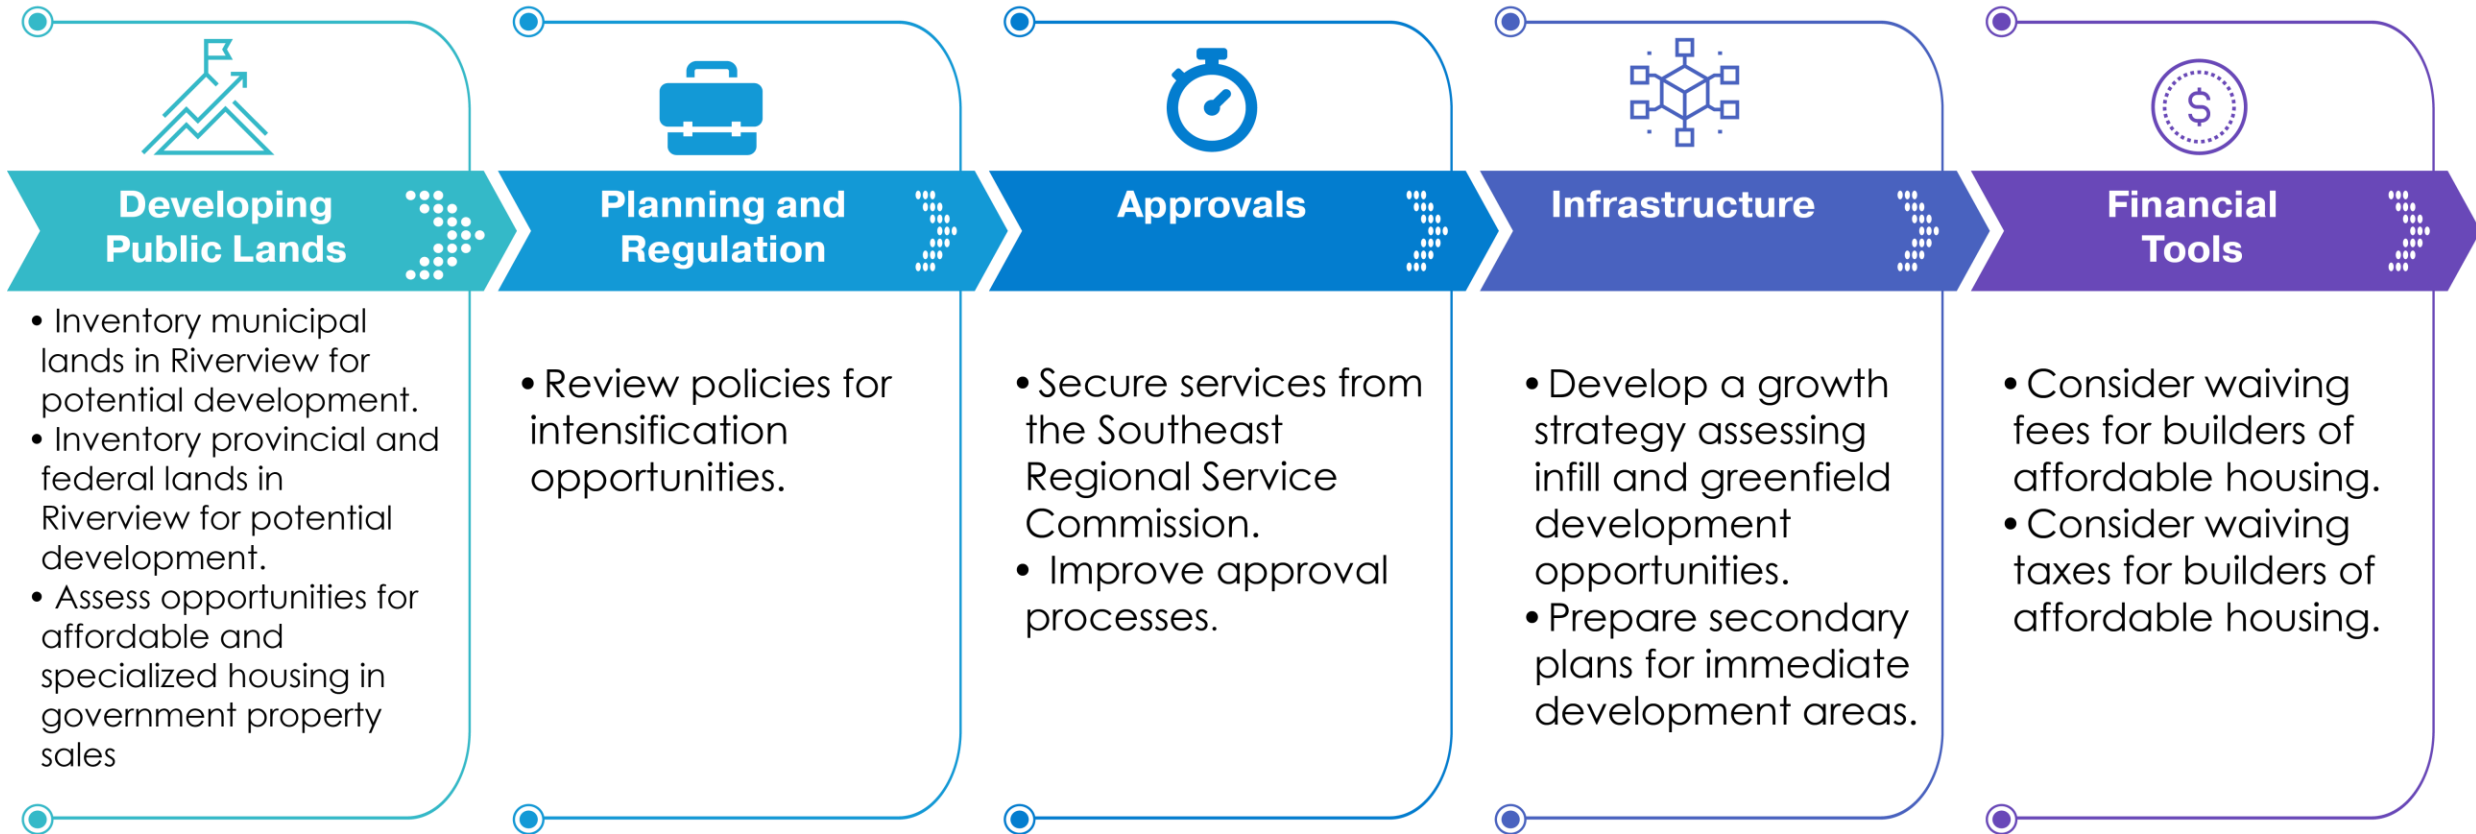 Developing
Public Lands
• Inventory municipal
lands in Riverview for
potential development.
• Inventory provincial and
federal lands in
Riverview for potential
development.
• Assess opportunities for
affordable and
specialized housing in
government property
sales
Planning and
Regulation
• Review policies for
intensification
opportunities.
Approvals
• Secure services from
the Southeast
Regional Service
Commission.
• Improve approval
processes.
Infrastructure
• Develop a growth
strategy assessing
infill and greenfield
development
opportunities.
• Prepare secondary
plans for immediate
development areas.
$
Financial
Tools
• Consider waiving
fees for builders of
affordable housing.
• Consider waiving
taxes for builders of
affordable housing.